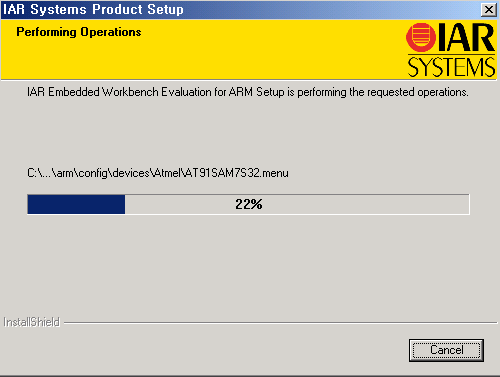 IAR Systems Product Setup
Performing Operations
IAR
SYSTEMS
IAR Embedded Workbench Evaluation for ARM Setup is performing the requested operations.
C:\...\arm\config\devices\Atmel\AT91SAM7S32.menu
22%
InstallShield
Cancel